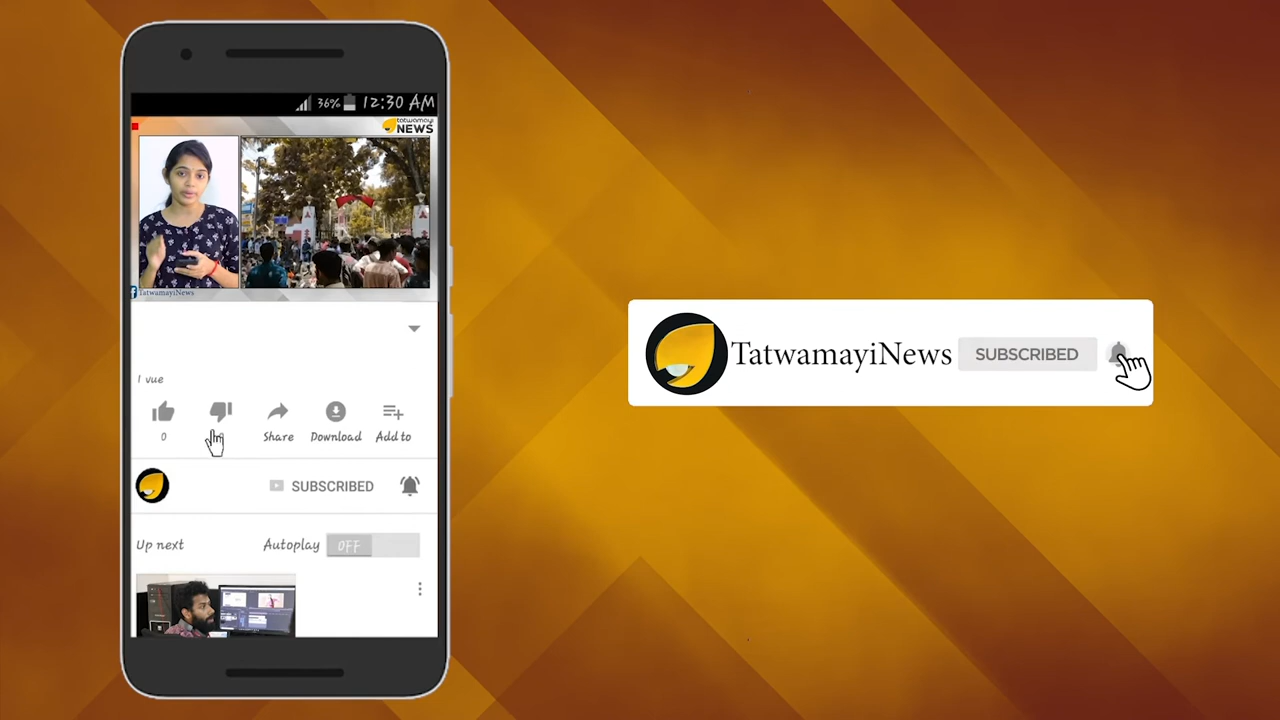 36% 12:30 AM
tatwamayi
NEWS
TatwamayiNews
1 vue
0
Share
Download
Add to
SUBSCRIBED
Up next
Autoplay
OFF
TatwamayiNews
SUBSCRIBED